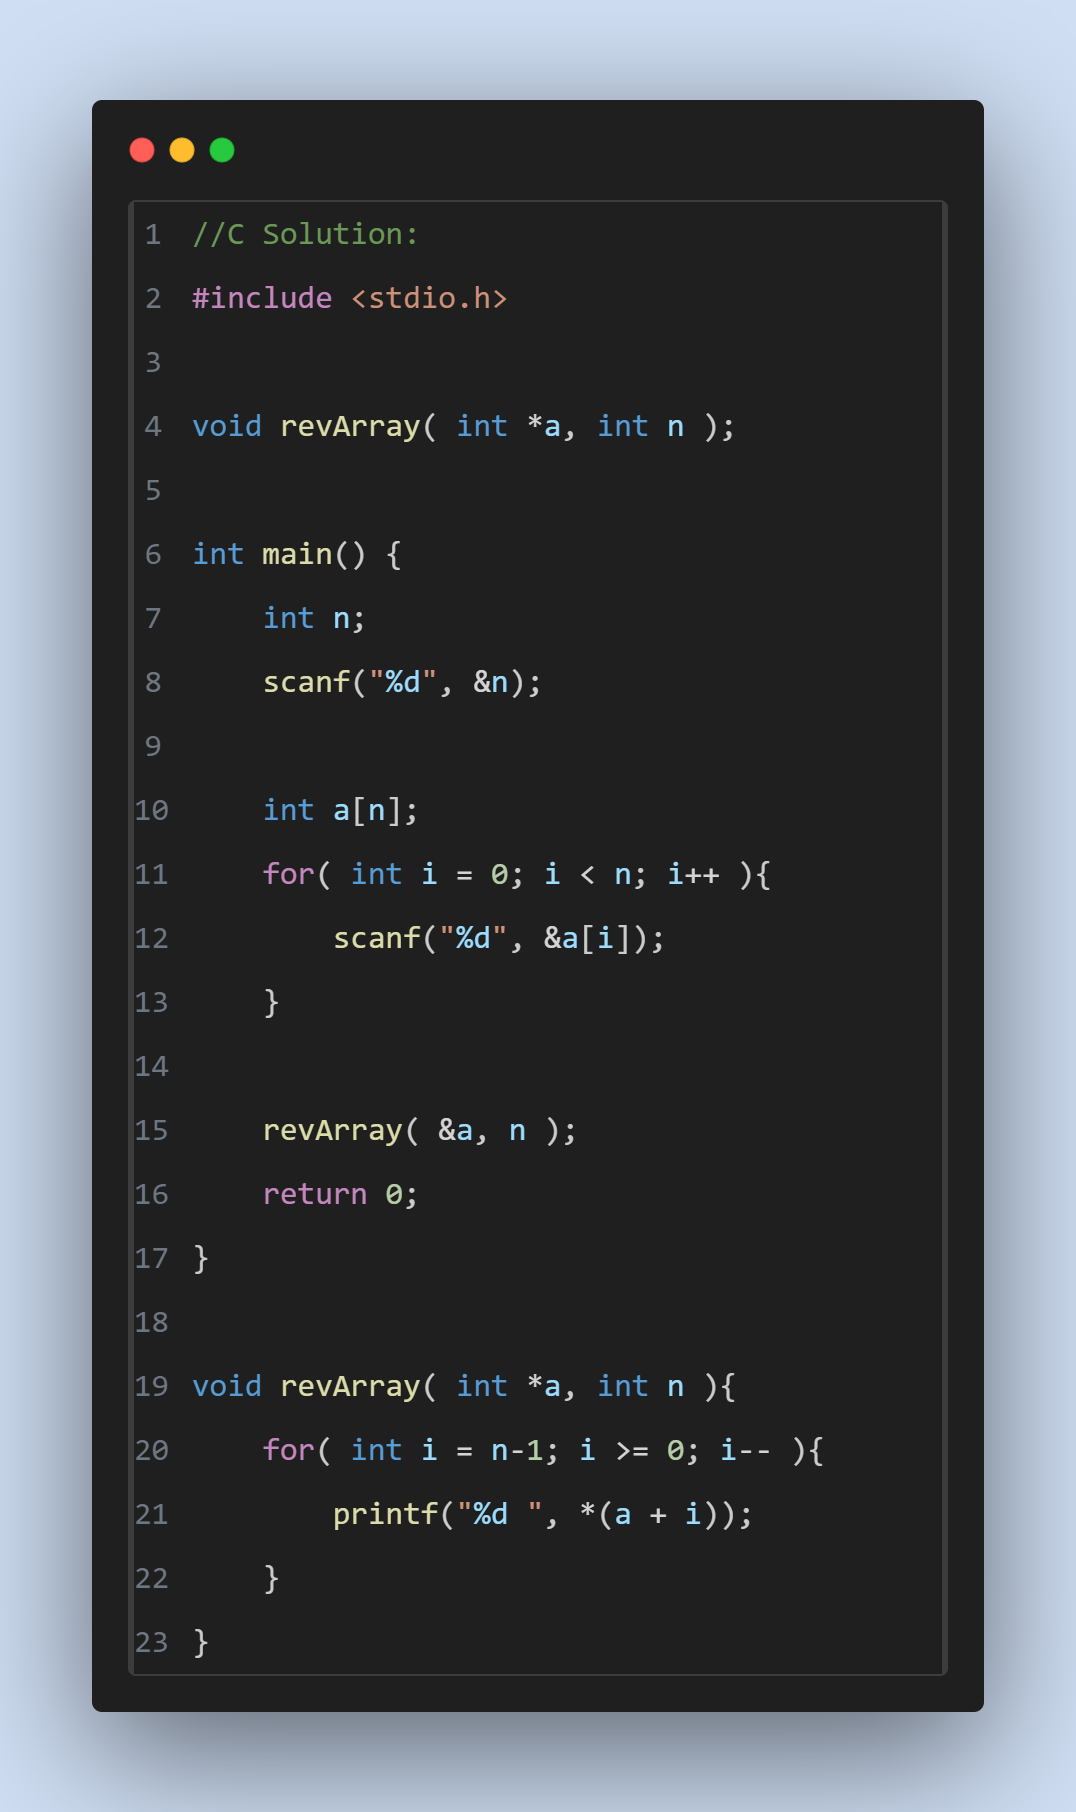 1 //C Solution:
2 #include <stdio.h>
3
4 void revArray( int *a, int n );
5
6 int main() {
7     int n;
8     scanf("%d", &n);
9
10     int a[n];
11     for( int i = 0; i < n; i++ ){
12         scanf("%d", &a[i]);
13     }
14
15     revArray( &a, n );
16     return 0;
17 }
18
19 void revArray( int *a, int n ){
20     for( int i = n-1; i >= 0; i-- ){
21         printf("%d ", *(a + i));
22     }
23 }